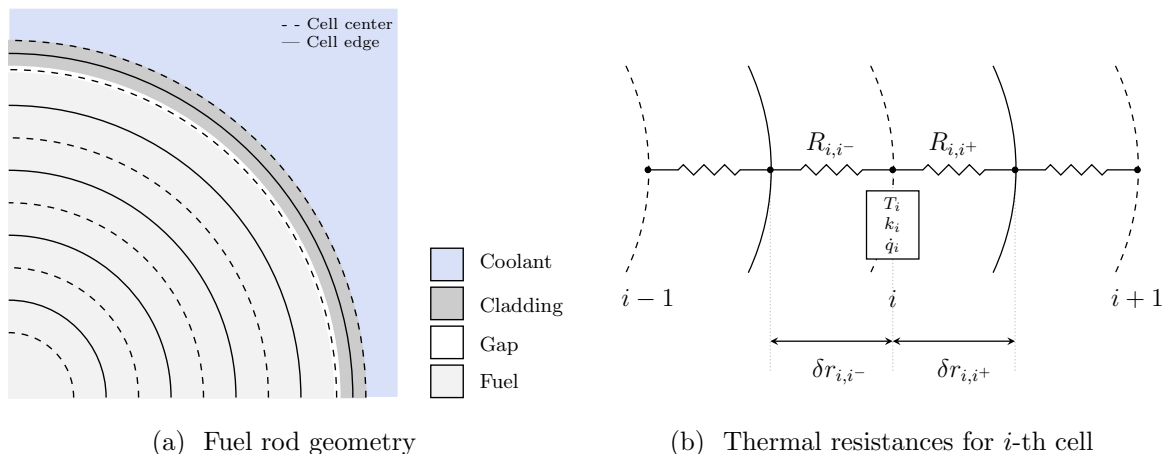 - - Cell center
— Cell edge
Coolant
Cladding
Gap
Fuel
(a) Fuel rod geometry
R_{i,i^-}
R_{i,i^+}
T_i
k_i
q̇_i
i − 1
i
i + 1
δr_{i,i^-}
δr_{i,i^+}
(b) Thermal resistances for i-th cell